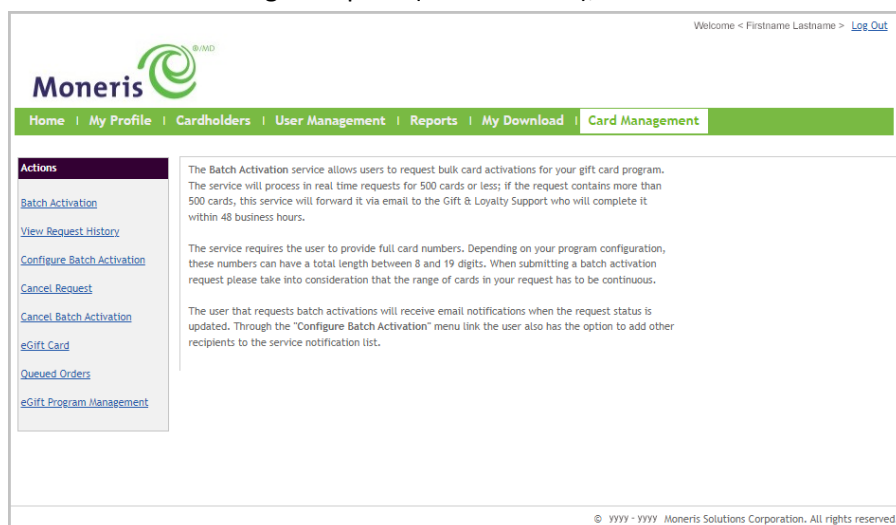 Welcome < Firstname Lastname > Log Out
Moneris ®/MD
Home | My Profile | Cardholders | User Management | Reports | My Download | Card Management
Actions
Batch Activation
View Request History
Configure Batch Activation
Cancel Request
Cancel Batch Activation
eGift Card
Queued Orders
eGift Program Management
The Batch Activation service allows users to request bulk card activations for your gift card program.
The service will process in real time requests for 500 cards or less; if the request contains more than
500 cards, this service will forward it via email to the Gift & Loyalty Support who will complete it
within 48 business hours.
The service requires the user to provide full card numbers. Depending on your program configuration,
these numbers can have a total length between 8 and 19 digits. When submitting a batch activation
request please take into consideration that the range of cards in your request has to be continuous.
The user that requests batch activations will receive email notifications when the request status is
updated. Through the "Configure Batch Activation" menu link the user also has the option to add other
recipients to the service notification list.
© yyyy - yyyy Moneris Solutions Corporation. All rights reserved